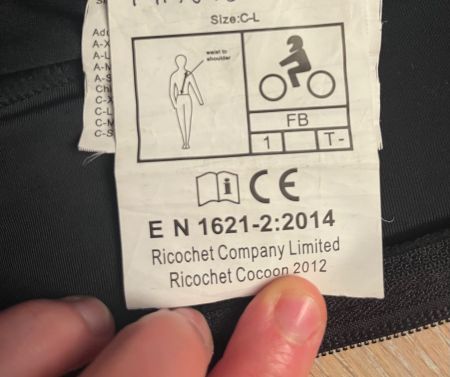 Size:C-L
waist to
shoulder
FB
1 T-
i CE
E N 1621-2:2014
Ricochet Company Limited
Ricochet Cocoon 2012
A-X
A-L
A-M
A-S
C-X
C-L
C-M
C-S